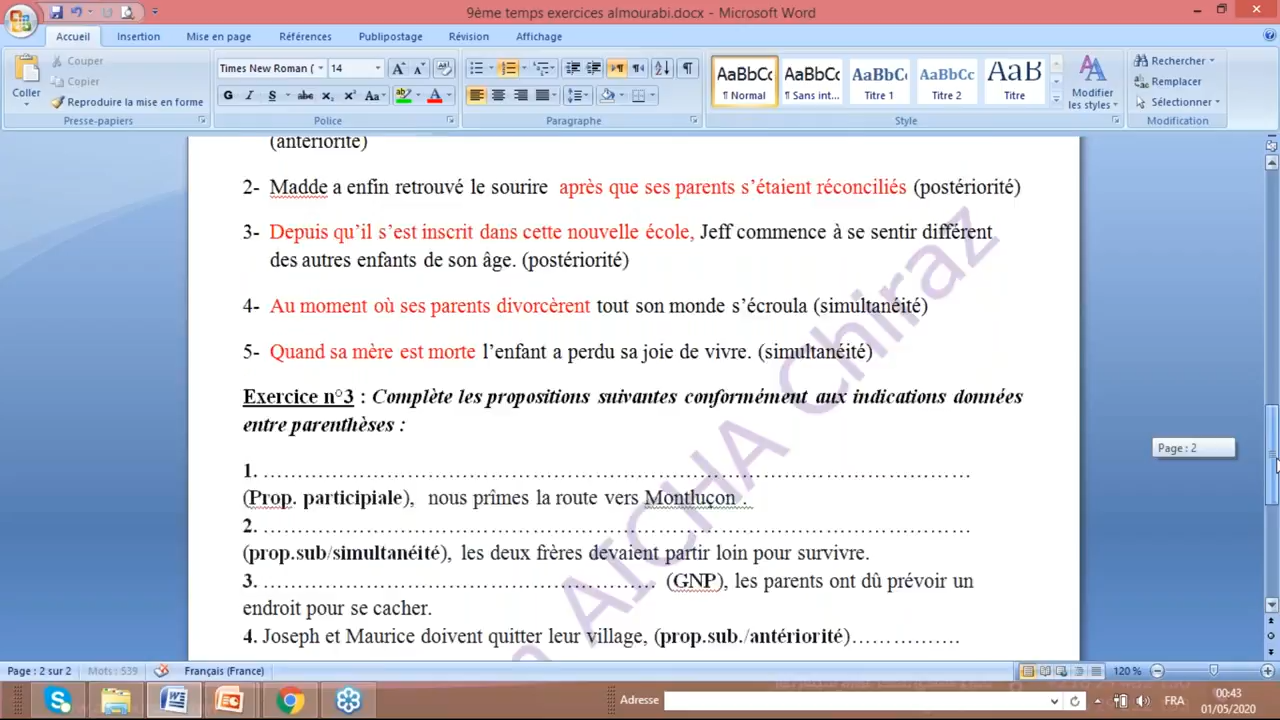 9ème temps exercices almourabi.docx - Microsoft Word
Accueil Insertion Mise en page Références Publipostage Révision Affichage
Coller
Couper
Copier
Reproduire la mise en forme
Presse-papiers
Times New Roman ( 14
G I S abc x₂ x² Aa
Police
Paragraphe
AaBbCc AaBbCc AaBbC AaBbCc AaB
¶ Normal ¶ Sans int... Titre 1 Titre 2 Titre
Modifier les styles
Style
Rechercher
Remplacer
Sélectionner
Modification
(antériorité)
2- Madde a enfin retrouvé le sourire après que ses parents s’étaient réconciliés (postériorité)
3- Depuis qu’il s’est inscrit dans cette nouvelle école, Jeff commence à se sentir différent
des autres enfants de son âge. (postériorité)
4- Au moment où ses parents divorcèrent tout son monde s’écroula (simultanéité)
5- Quand sa mère est morte l’enfant a perdu sa joie de vivre. (simultanéité)
Exercice n°3 : Complète les propositions suivantes conformément aux indications données
entre parenthèses :
1. ……………………………………………………………………………
(Prop. participiale), nous prîmes la route vers Montluçon .
2. ……………………………………………………………………………
(prop.sub/simultanéité), les deux frères devaient partir loin pour survivre.
3. ………………………………………… (GNP), les parents ont dû prévoir un
endroit pour se cacher.
4. Joseph et Maurice doivent quitter leur village, (prop.sub./antériorité)……………
AICHA Chiraz
Page : 2
Page : 2 sur 2 Mots : 539 Français (France) 120 %
Adresse FR 00:43
01/05/2020